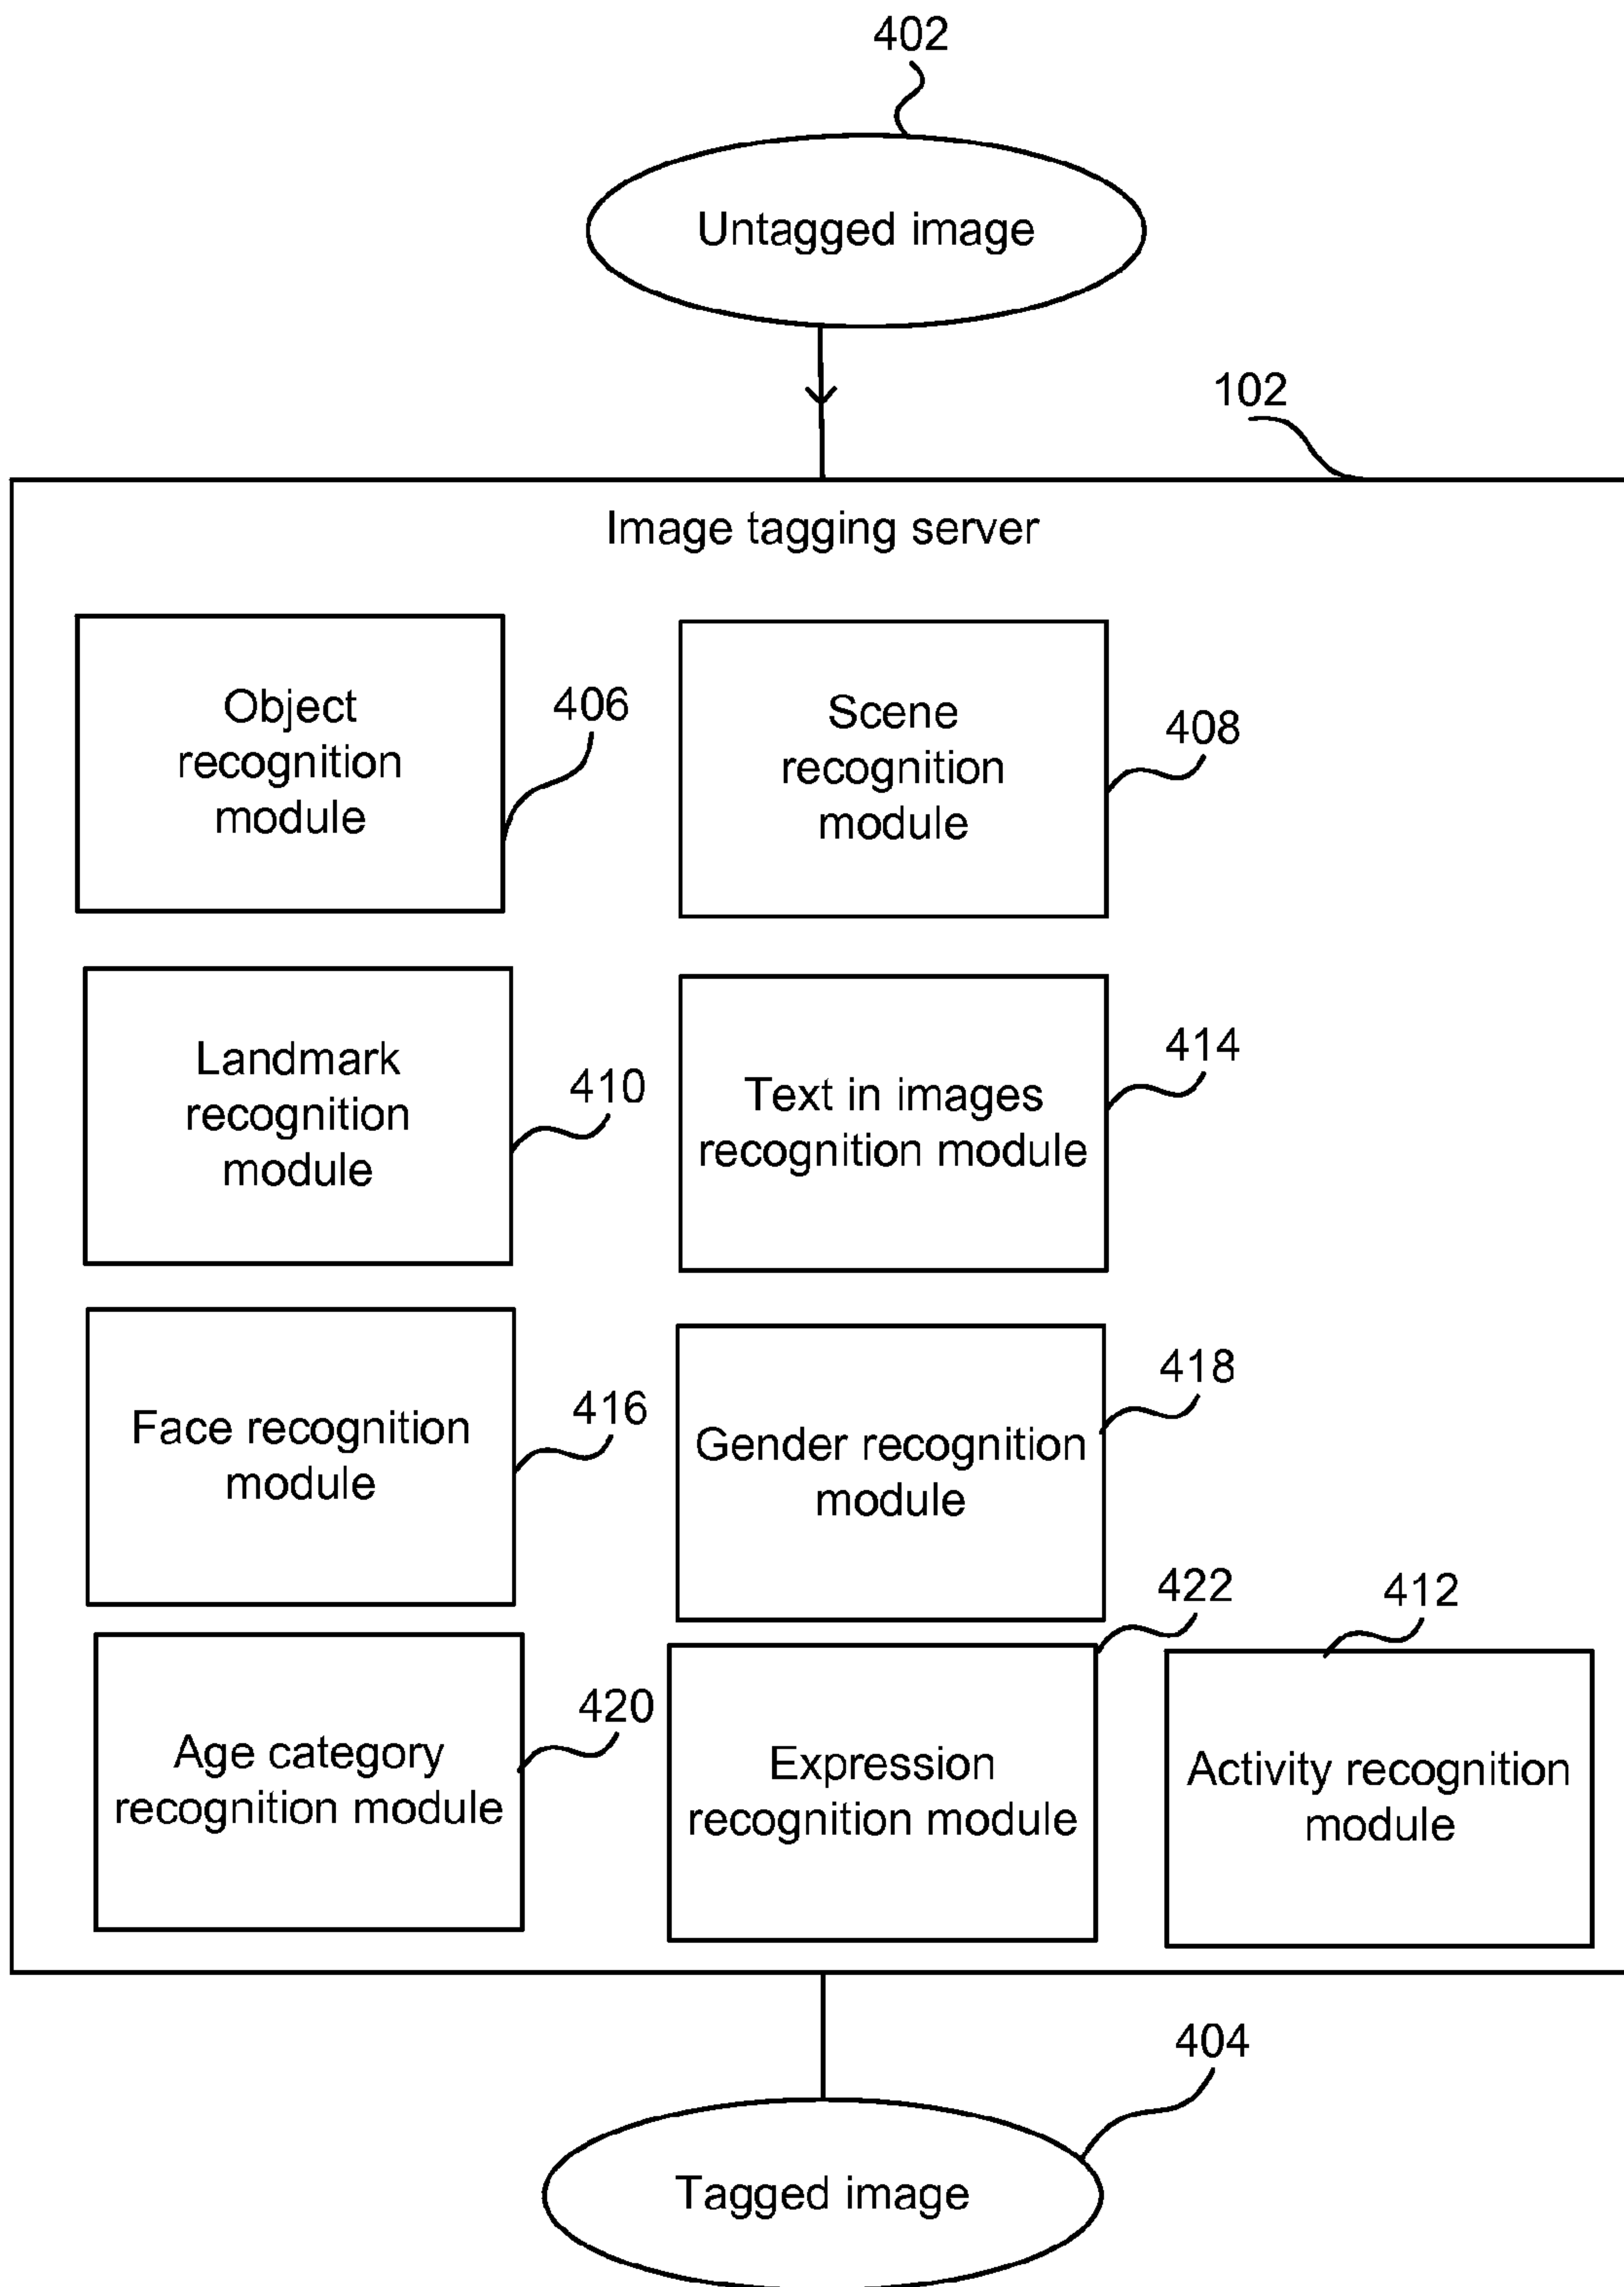 402
Untagged image
102
Image tagging server
Object
recognition
module
406
Scene
recognition
module
408
Landmark
recognition
module
410
Text in images
recognition module
414
Face recognition
module
416
Gender recognition
module
418
Age category
recognition module
420
Expression
recognition module
422
Activity recognition
module
412
404
Tagged image